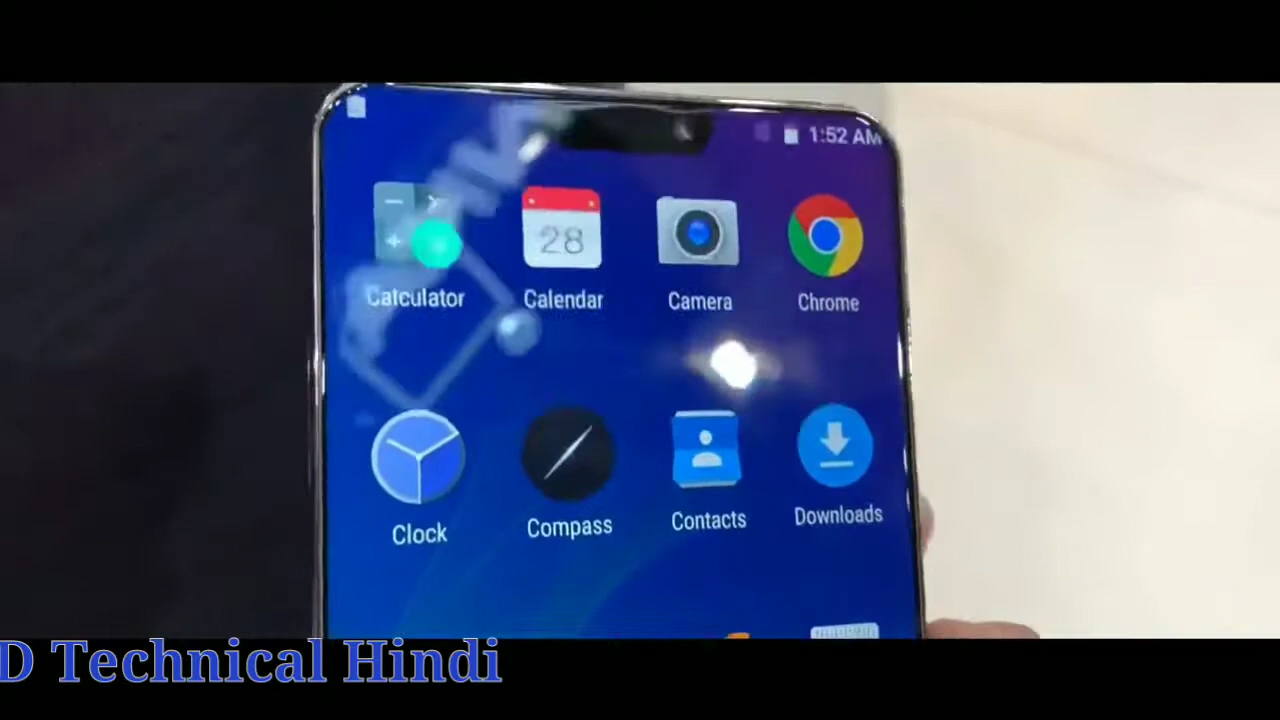 1:52 AM
28
Calculator Calendar Camera Chrome
Clock Compass Contacts Downloads
D Technical Hindi